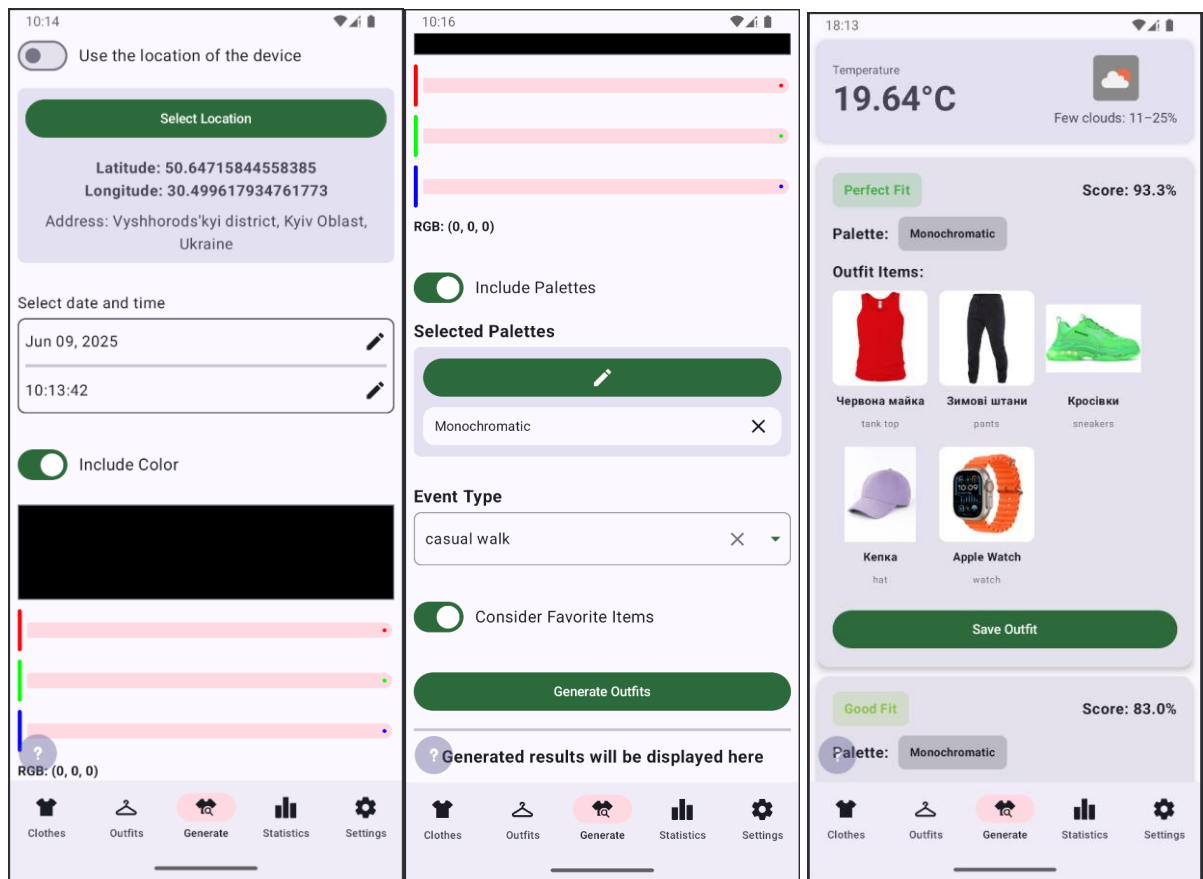 10:14
Use the location of the device
Select Location
Latitude: 50.64715844558385
Longitude: 30.499617934761773
Address: Vyshhorods'kyi district, Kyiv Oblast,
Ukraine
Select date and time
Jun 09, 2025
10:13:42
Include Color
?
RGB: (0, 0, 0)
Clothes
Outfits
Generate
Statistics
Settings
10:16
RGB: (0, 0, 0)
Include Palettes
Selected Palettes
Monochromatic
Event Type
casual walk
Consider Favorite Items
Generate Outfits
? Generated results will be displayed here
Clothes
Outfits
Generate
Statistics
Settings
18:13
Temperature
19.64°C
Few clouds: 11–25%
Perfect Fit
Score: 93.3%
Palette: Monochromatic
Outfit Items:
Червона майка
tank top
Зимові штани
pants
Кросівки
sneakers
Кепка
hat
10:09
Apple Watch
watch
Save Outfit
Good Fit
Score: 83.0%
?
Palette: Monochromatic
Clothes
Outfits
Generate
Statistics
Settings